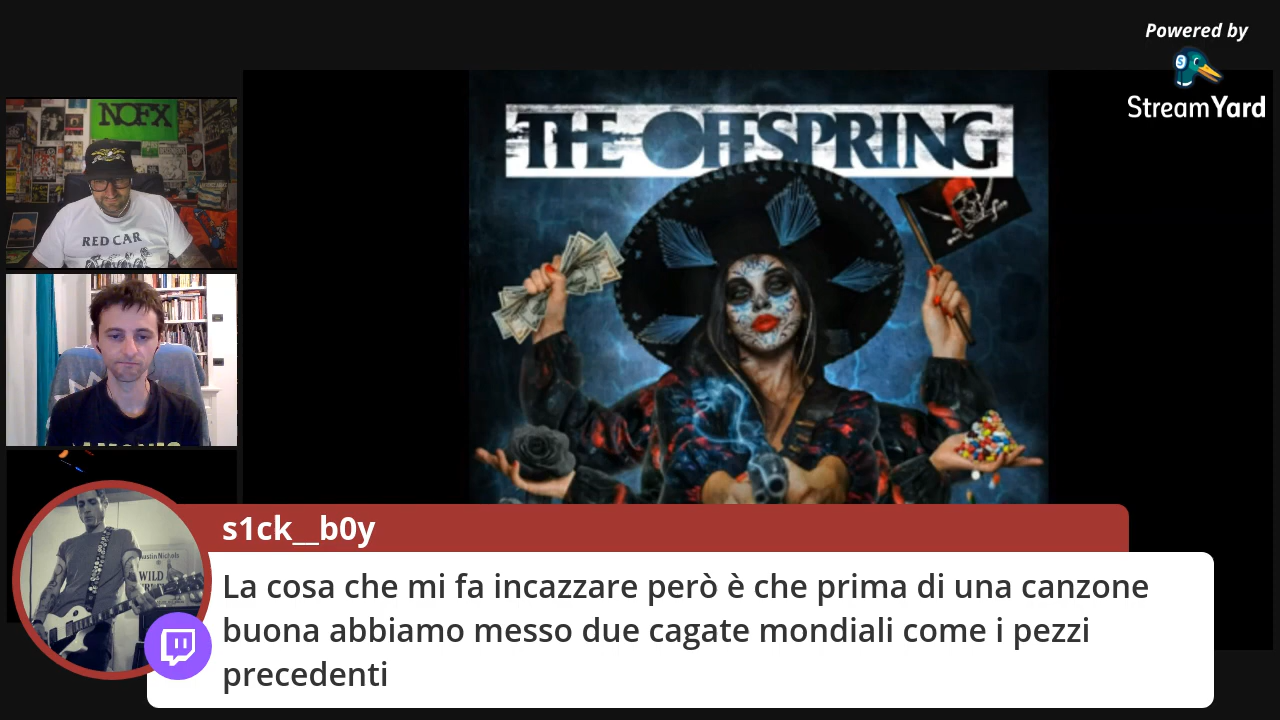 Powered by
StreamYard
NOFX
THE OFFSPRING
RED CAR
s1ck__b0y
La cosa che mi fa incazzare però è che prima di una canzone
buona abbiamo messo due cagate mondiali come i pezzi
precedenti